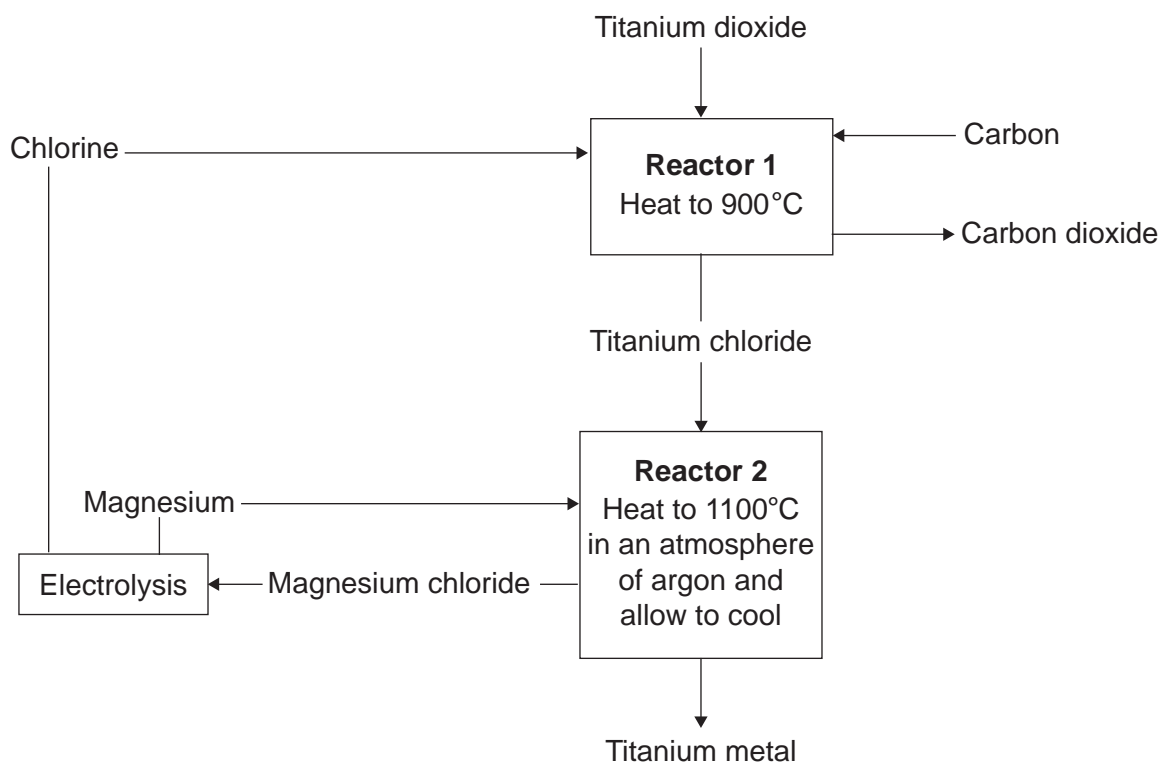 Titanium dioxide
Chlorine
Carbon
Reactor 1
Heat to 900°C
Carbon dioxide
Titanium chloride
Reactor 2
Heat to 1100°C
in an atmosphere
of argon and
allow to cool
Magnesium
Electrolysis
Magnesium chloride
Titanium metal